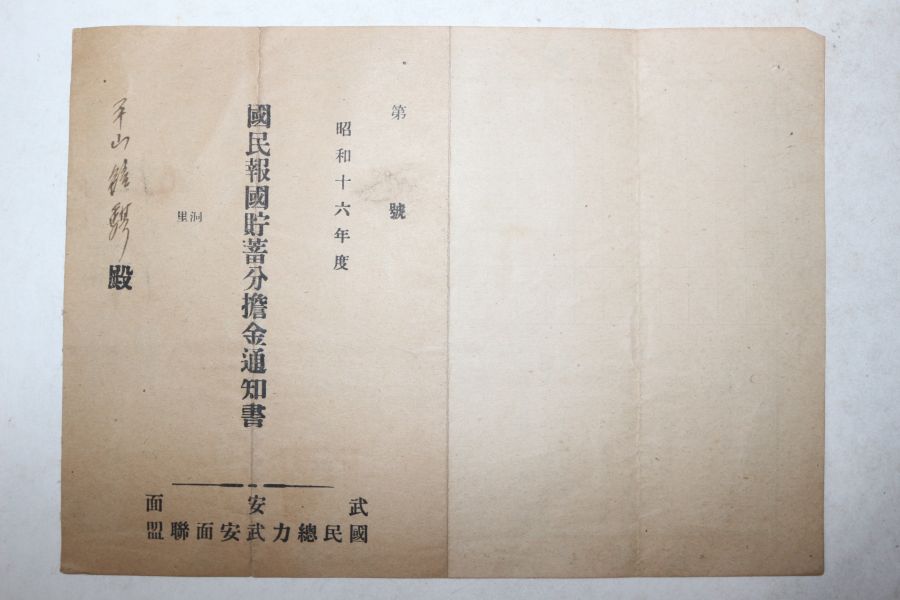 第　號
昭和十六年度
國民報國貯蓄分擔金通知書
洞里
平山鍾　殿
武安面
國民總力武安面聯盟